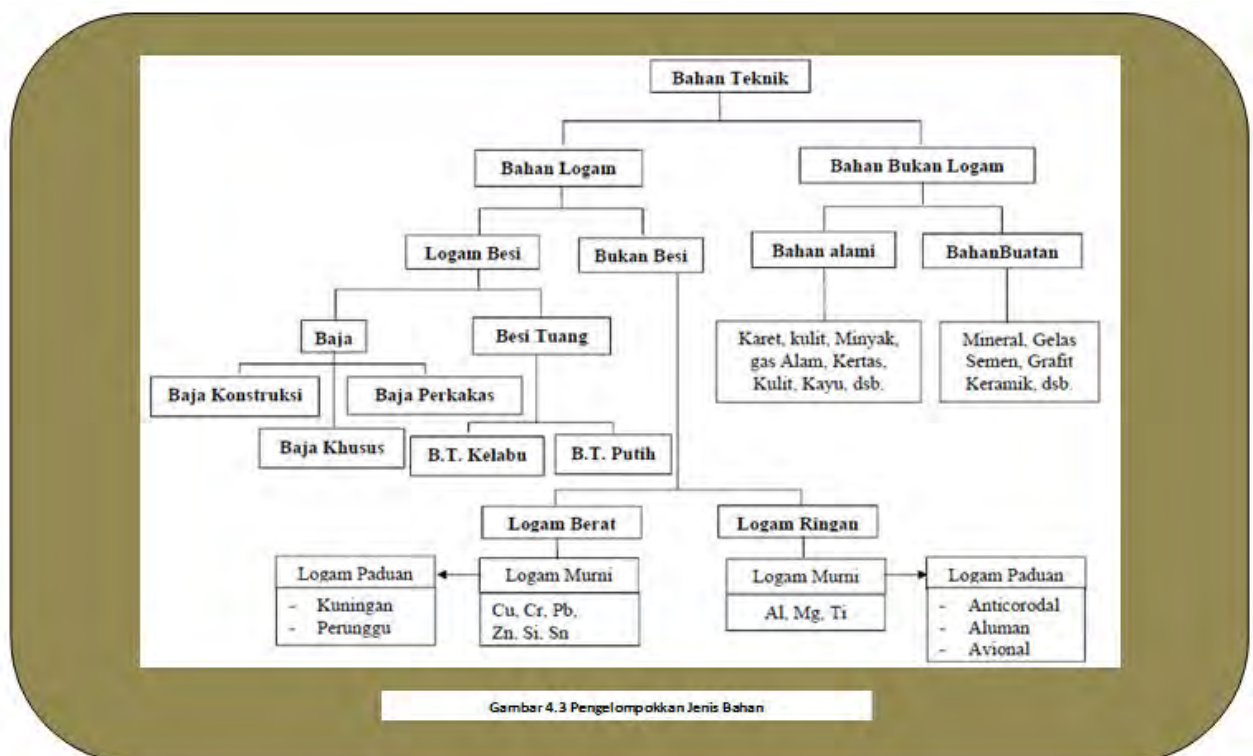 Bahan Teknik
Bahan Logam
Bahan Bukan Logam
Logam Besi
Bukan Besi
Bahan alami
BahanBuatan
Baja
Besi Tuang
Karet, kulit, Minyak,
gas Alam, Kertas,
Kulit, Kayu, dsb.
Mineral, Gelas
Semen, Grafit
Keramik, dsb.
Baja Konstruksi
Baja Perkakas
Baja Khusus
B.T. Kelabu
B.T. Putih
Logam Berat
Logam Ringan
Logam Paduan
- Kuningan
- Perunggu
Logam Murni
Cu, Cr, Pb,
Zn. Si. Sn
Logam Murni
Al, Mg, Ti
Logam Paduan
- Anticorodal
- Aluman
- Avional
Gambar 4.3 Pengelompokkan Jenis Bahan